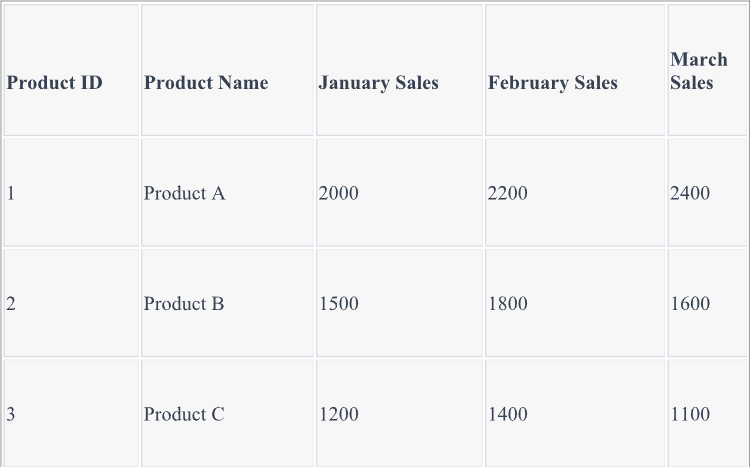 Product ID Product Name January Sales February Sales March Sales
1 Product A 2000 2200 2400
2 Product B 1500 1800 1600
3 Product C 1200 1400 1100